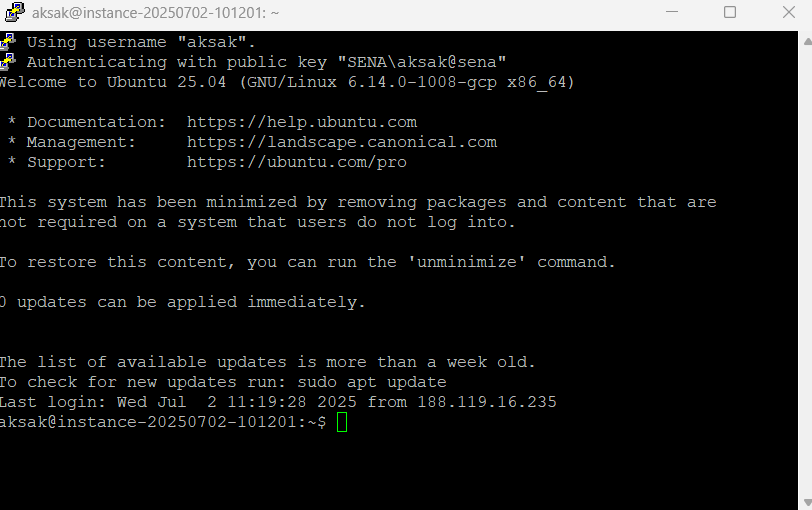 aksak@instance-20250702-101201: ~
Using username "aksak".
Authenticating with public key "SENA\aksak@sena"
Welcome to Ubuntu 25.04 (GNU/Linux 6.14.0-1008-gcp x86_64)
* Documentation:  https://help.ubuntu.com
* Management:     https://landscape.canonical.com
* Support:        https://ubuntu.com/pro
This system has been minimized by removing packages and content that are
not required on a system that users do not log into.
To restore this content, you can run the 'unminimize' command.
0 updates can be applied immediately.
The list of available updates is more than a week old.
To check for new updates run: sudo apt update
Last login: Wed Jul  2 11:19:28 2025 from 188.119.16.235
aksak@instance-20250702-101201:~$